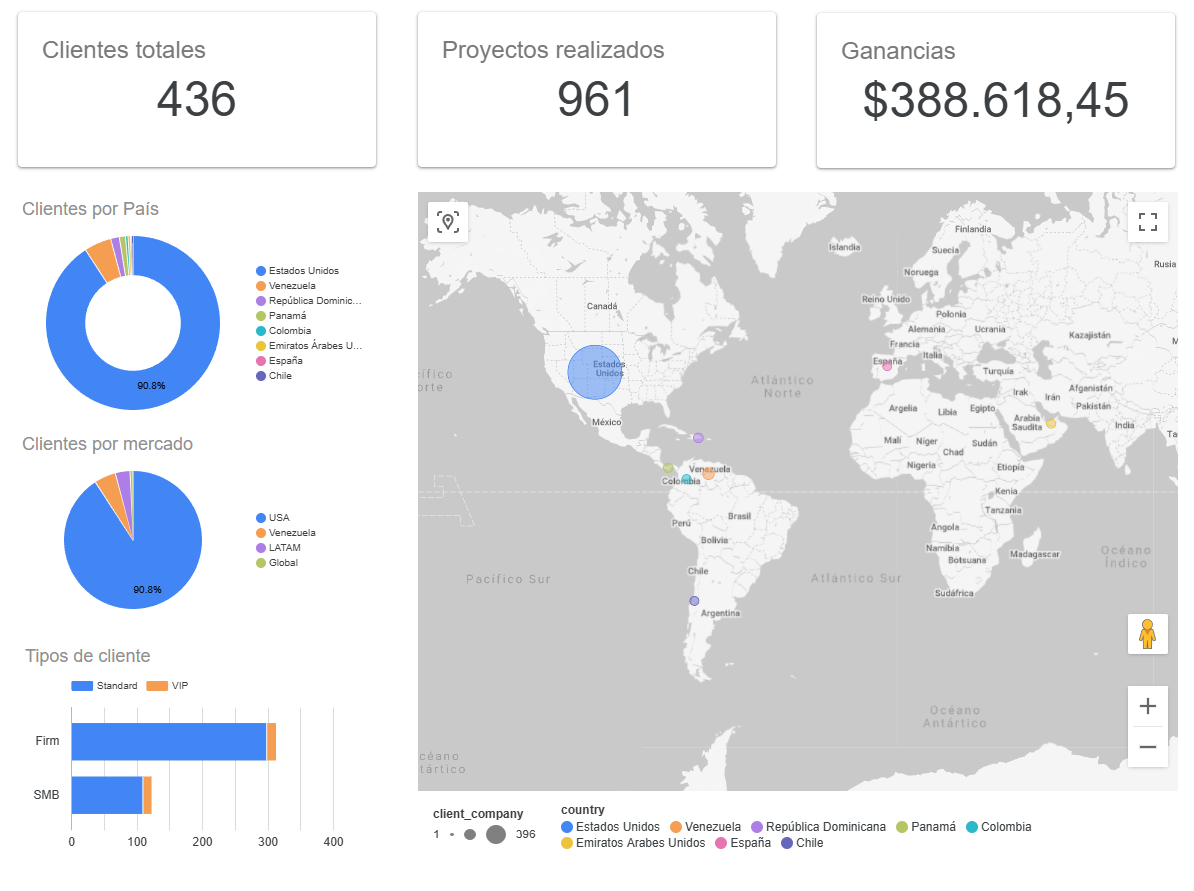 Clientes totales
436
Proyectos realizados
961
Ganancias
$388.618,45
Clientes por País
90.8%
Estados Unidos
Venezuela
República Dominic...
Panamá
Colombia
Emiratos Árabes U...
España
Chile
Clientes por mercado
90.8%
USA
Venezuela
LATAM
Global
Tipos de cliente
Standard VIP
Firm
SMB
0 100 200 300 400
Finlandia
Islandia
Suecia
Rusia
Noruega
Reino Unido
Canadá
Polonia
Alemania
Ucrania
Kazajistán
Francia
España
Italia
Estados
Unidos
Turquía
cífico
orte
Atlántico
Norte
Afganistán
Irak
Irán
Pakistán
Argelia
Libia
Egipto
México
Arabia
Saudita
India
Ta
Malí
Níger
Sudán
Chad
Nigeria
Etiopía
Venezuela
Colombia
Kenia
Tanzania
Perú
Brasil
Angola
Bolivia
Namibia
Botsuana
Madagascar
Océano
Índico
Chile
Pacífico Sur
Atlántico Sur
Sudáfrica
Argentina
Océano
Antártico
céano
tártico
client_company
1 396
country
Estados Unidos Venezuela República Dominicana Panamá Colombia
Emiratos Árabes Unidos España Chile